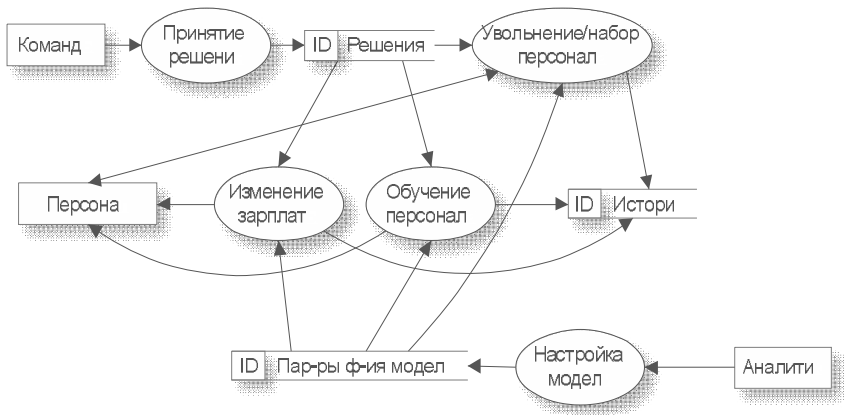 Команд
Принятие
решени
ID Решения
Увольнение/набор
персонал
Персона
Изменение
зарплат
Обучение
персонал
ID Истори
ID Пар-ры ф-ия модел
Настройка
модел
Аналити